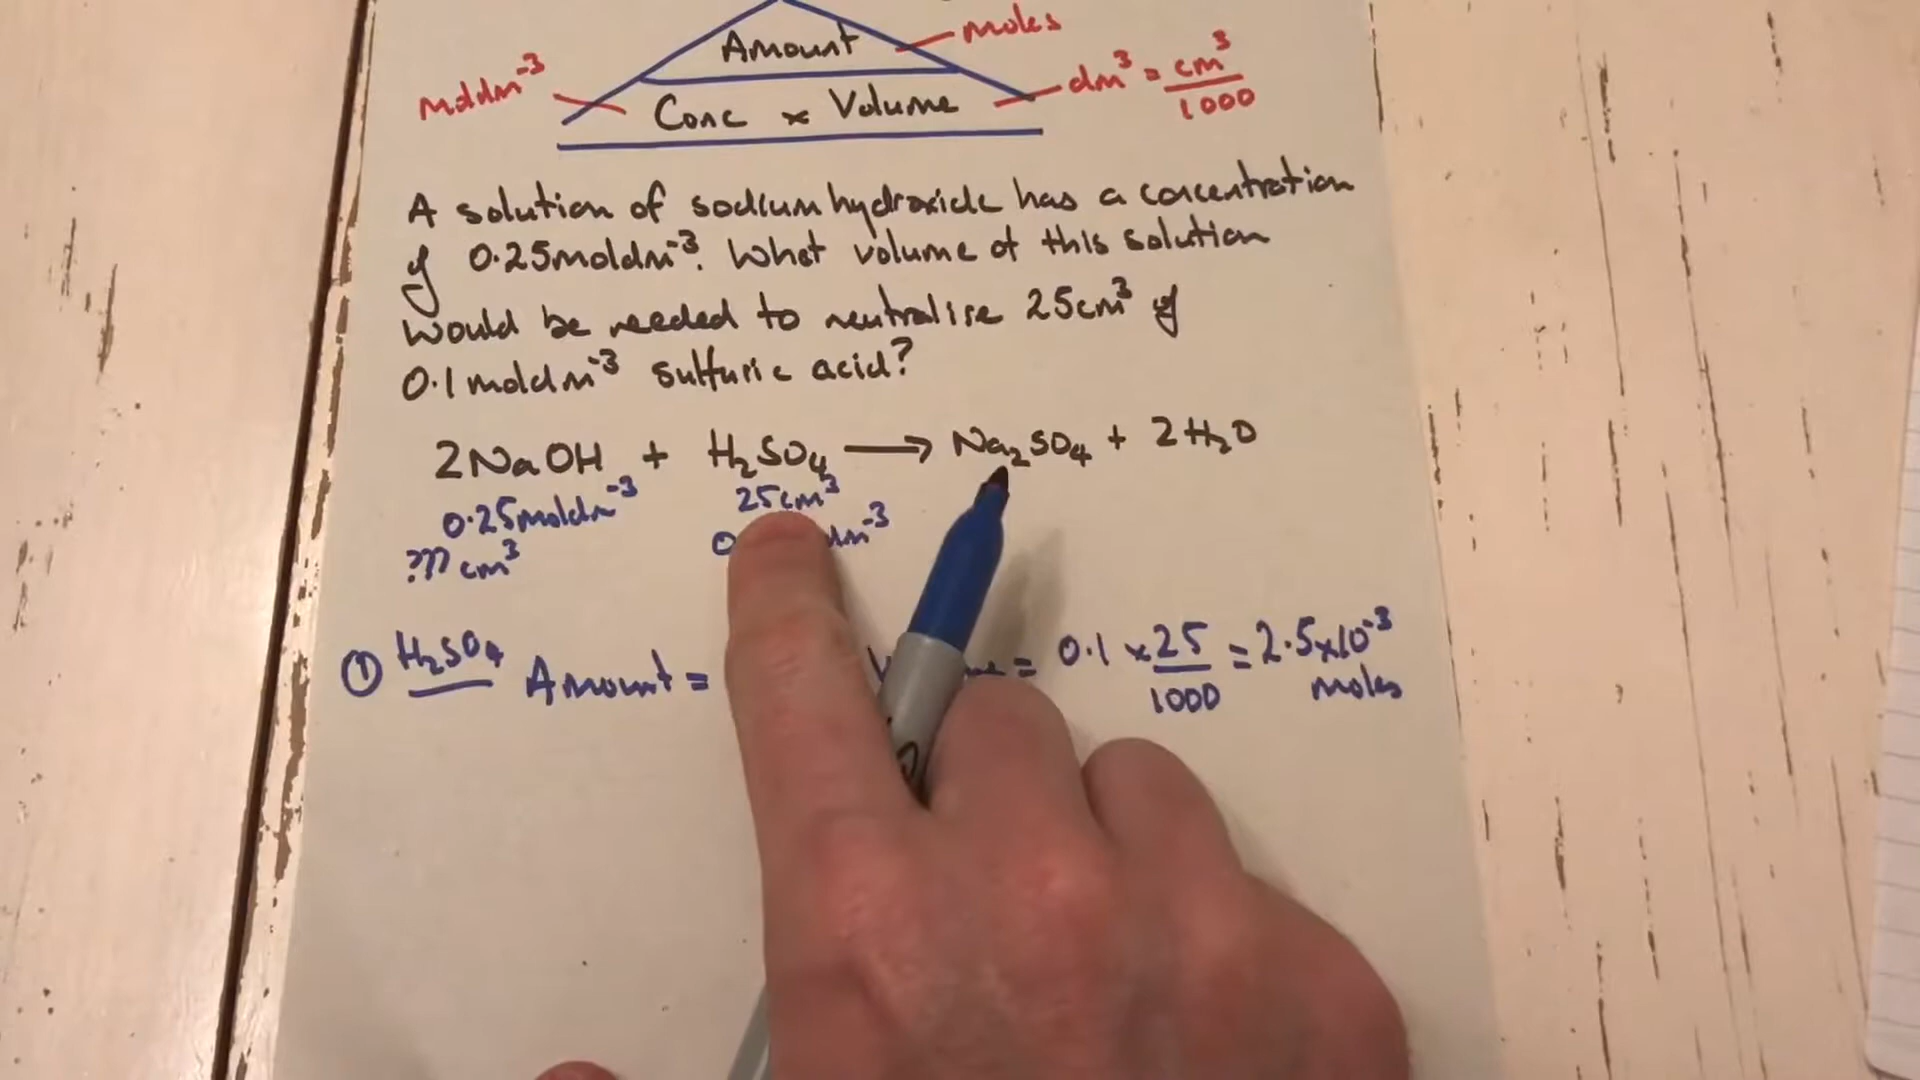 Amount
moles
moldm⁻³
Conc × Volume
dm³ = cm³
1000
A solution of sodium hydroxide has a concentration
of 0.25moldm⁻³. What volume of this solution
would be needed to neutralise 25cm³ of
0.1moldm⁻³ sulfuric acid?
2NaOH + H₂SO₄ ⟶ Na₂SO₄ + 2H₂O
0.25moldm⁻³ 25cm³
???cm³ 0 dm⁻³
① H₂SO₄ Amount = = 0.1 × 25 = 2.5×10⁻³
1000 moles